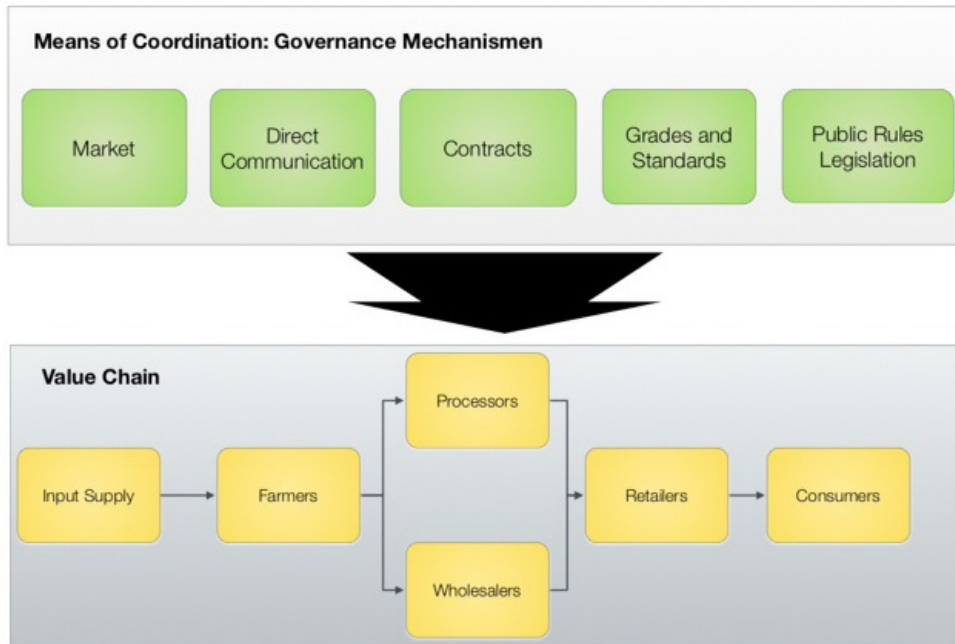 Means of Coordination: Governance Mechanismen
Market
Direct
Communication
Contracts
Grades and
Standards
Public Rules
Legislation
Value Chain
Processors
Input Supply
Farmers
Retailers
Consumers
Wholesalers